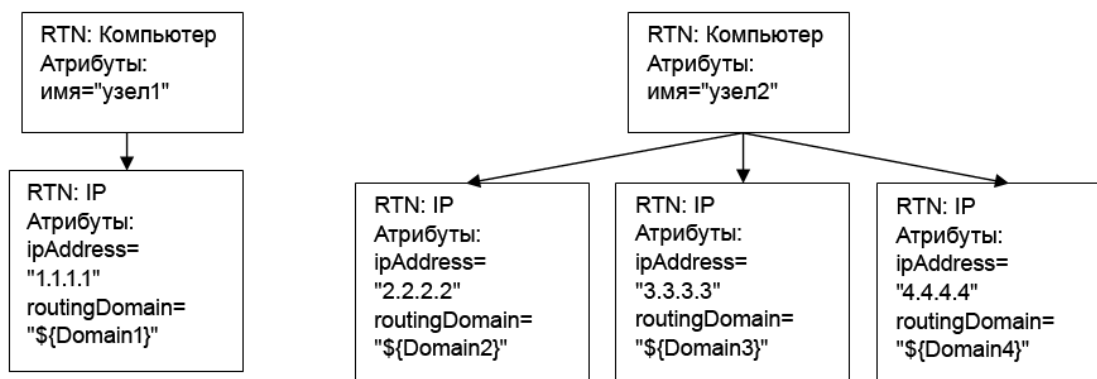 RTN: Компьютер
Атрибуты:
имя="узел1"
RTN: Компьютер
Атрибуты:
имя="узел2"
RTN: IP
Атрибуты:
ipAddress=
"1.1.1.1"
routingDomain=
"${Domain1}"
RTN: IP
Атрибуты:
ipAddress=
"2.2.2.2"
routingDomain=
"${Domain2}"
RTN: IP
Атрибуты:
ipAddress=
"3.3.3.3"
routingDomain=
"${Domain3}"
RTN: IP
Атрибуты:
ipAddress=
"4.4.4.4"
routingDomain=
"${Domain4}"